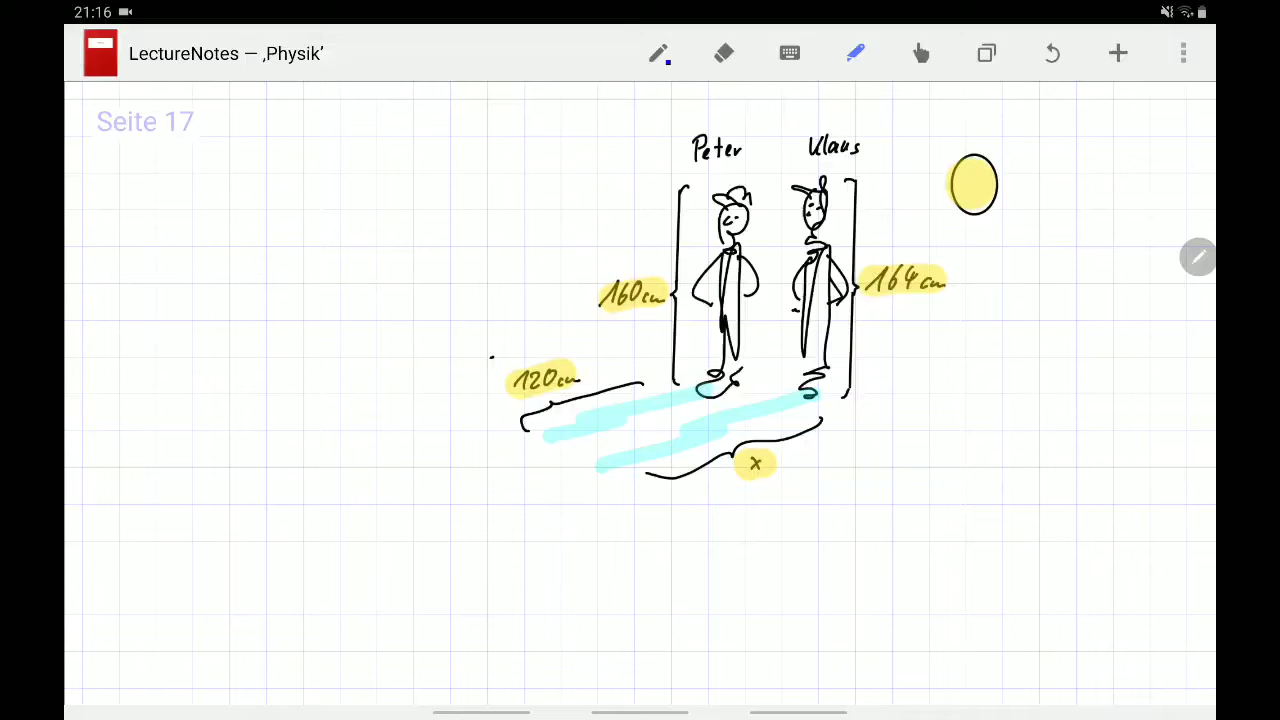 21:16
LectureNotes — ‚Physik’
Seite 17
Peter Klaus
160cm
164cm
120cm
x